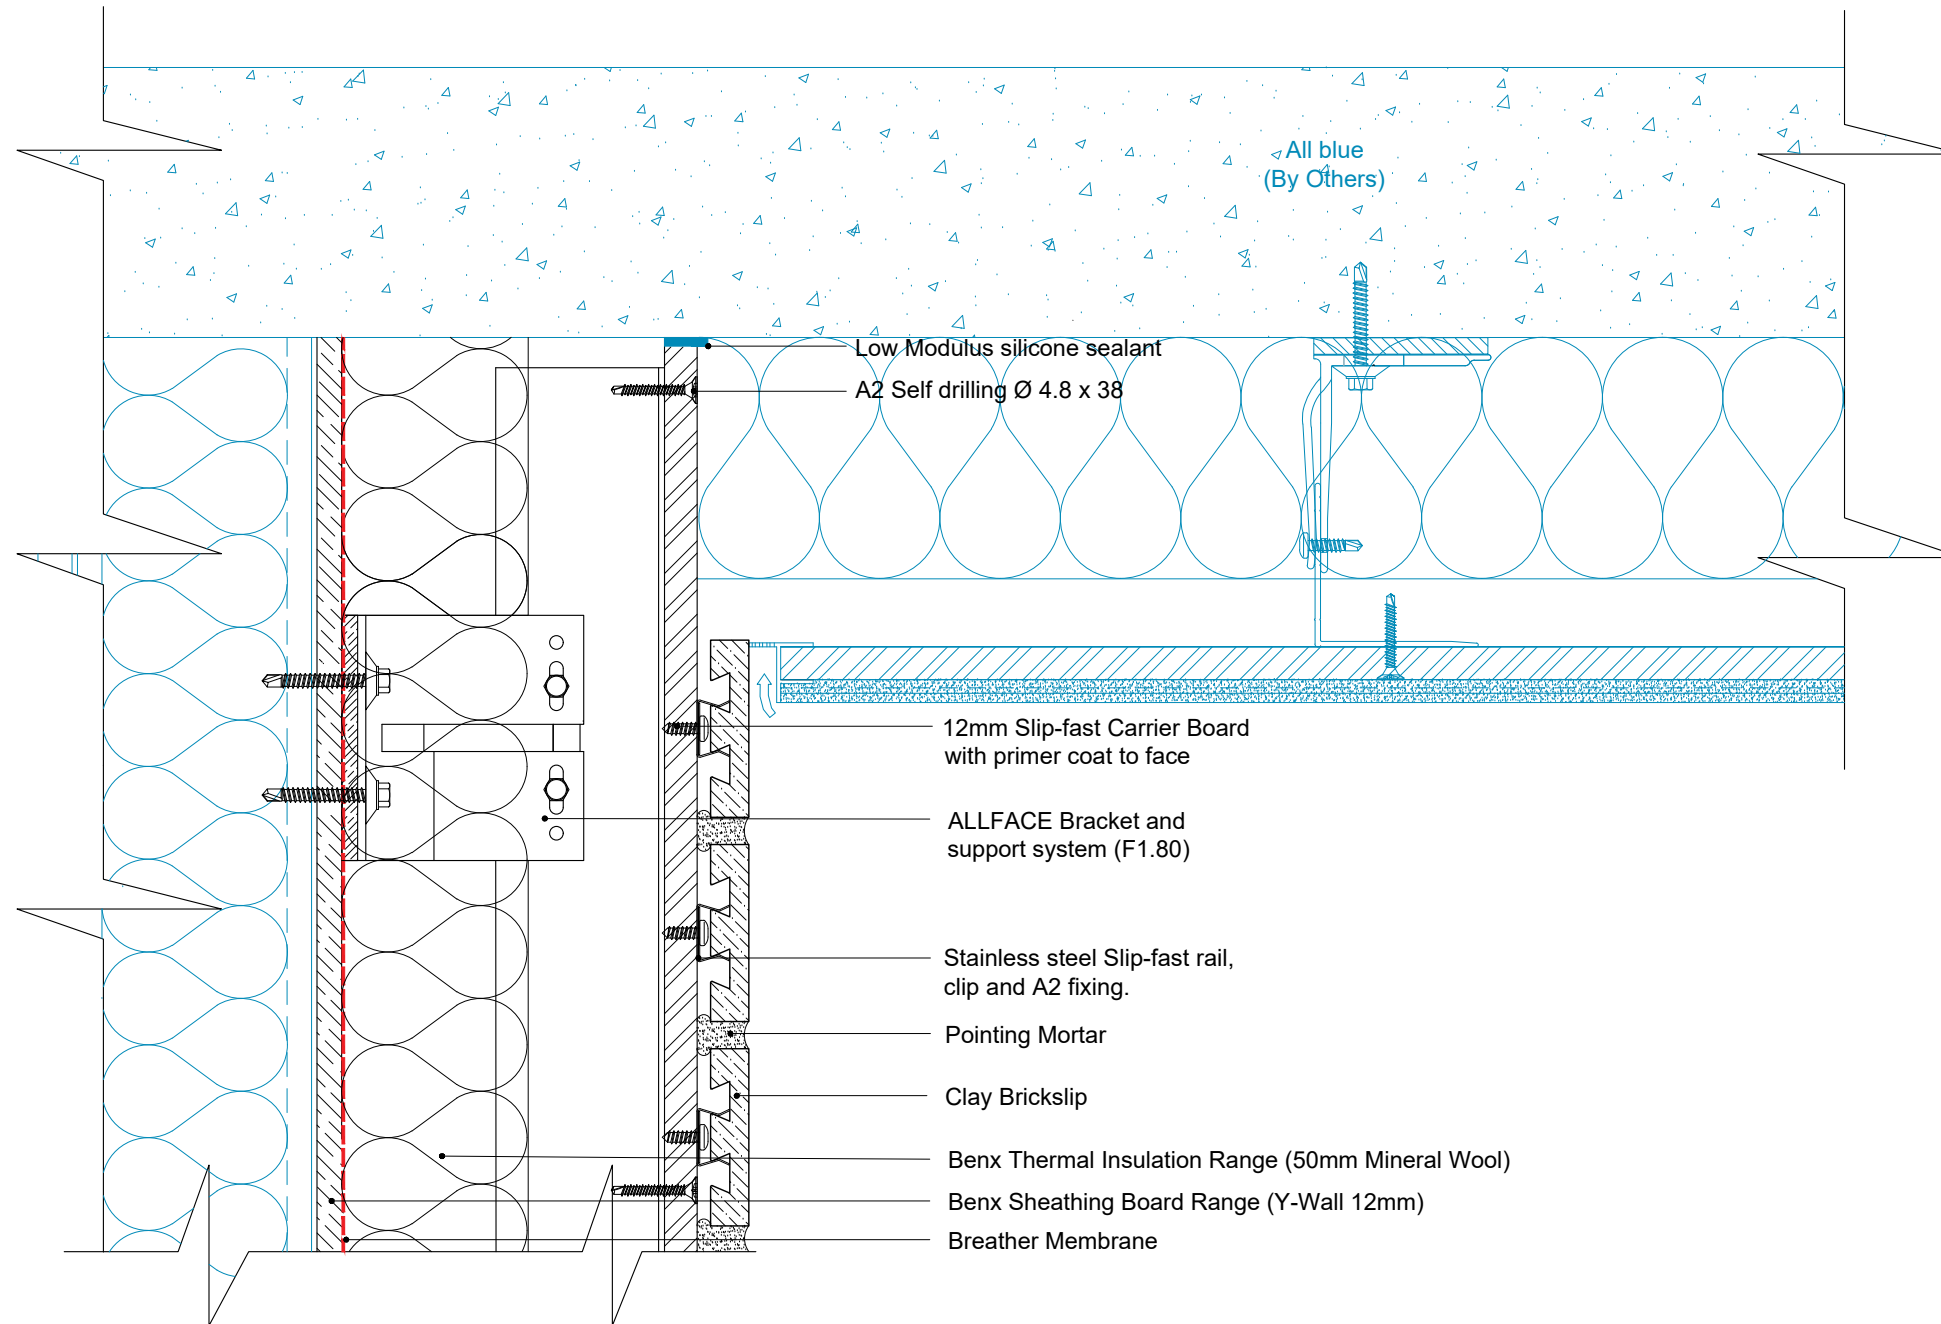 All blue
(By Others)
Low Modulus silicone sealant
A2 Self drilling Ø 4.8 x 38
12mm Slip-fast Carrier Board
with primer coat to face
ALLFACE Bracket and
support system (F1.80)
Stainless steel Slip-fast rail,
clip and A2 fixing.
Pointing Mortar
Clay Brickslip
Benx Thermal Insulation Range (50mm Mineral Wool)
Benx Sheathing Board Range (Y-Wall 12mm)
Breather Membrane